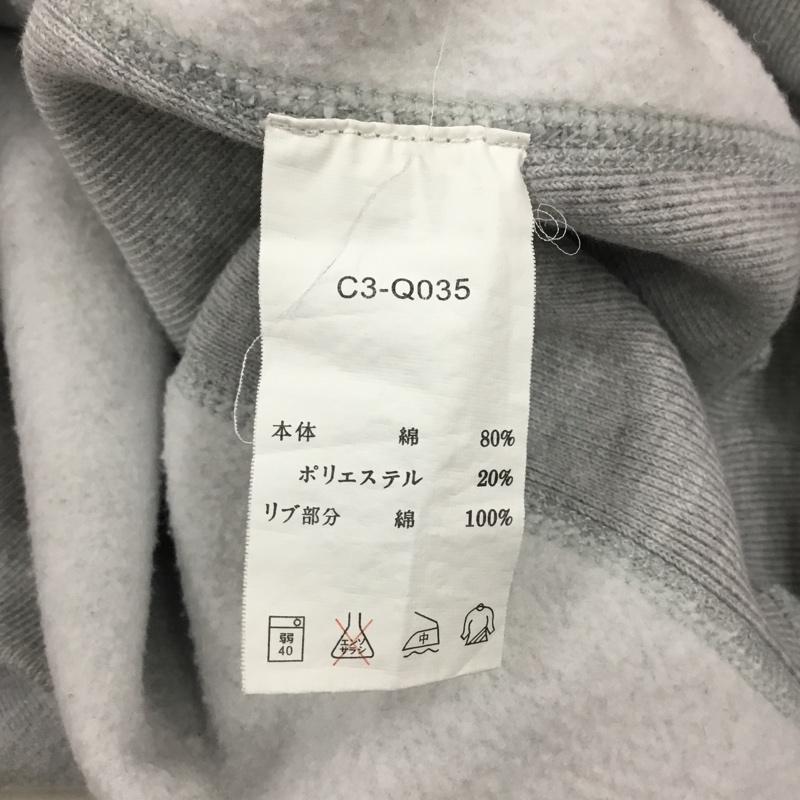 C3-Q035
本体 綿 80%
ポリエステル 20%
リブ部分 綿 100%
弱
40
エンソ
サラシ
中